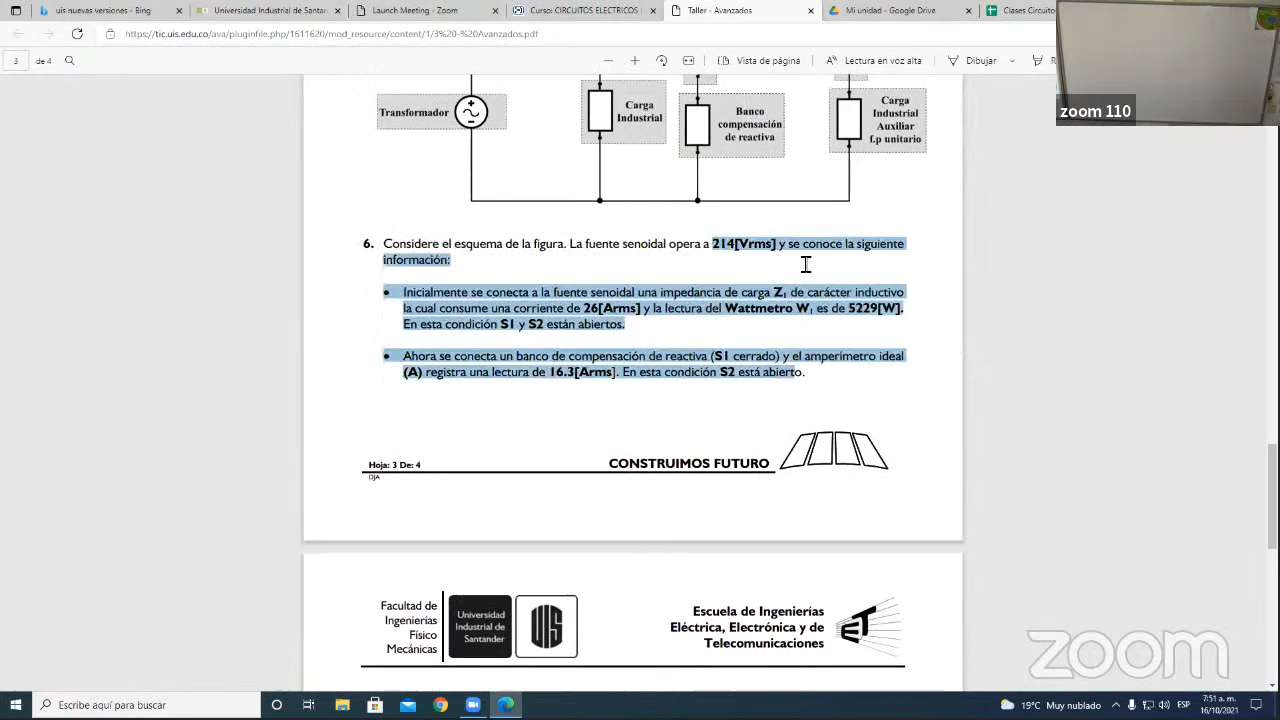 uis novedades - Bing
Universidad Industrial de Santan
Launch Meeting - Zoom
Curso: CIRCUITOS ELECTRICOS
Taller - Avanzados
Mi unidad - Google Drive
Clases Circuitos
https://tic.uis.edu.co/ava/pluginfile.php/1611620/mod_resource/content/1/3%20-%20Avanzados.pdf
3 de 4
Vista de página
Lectura en voz alta
Dibujar
zoom 110
Transformador
Carga
Industrial
Banco
compensación
de reactiva
Carga
Industrial
Auxiliar
f.p unitario
6. Considere el esquema de la figura. La fuente senoidal opera a 214[Vrms] y se conoce la siguiente
información:
• Inicialmente se conecta a la fuente senoidal una impedancia de carga Z1 de carácter inductivo
la cual consume una corriente de 26[Arms] y la lectura del Wattmetro W1 es de 5229[W].
En esta condición S1 y S2 están abiertos.
• Ahora se conecta un banco de compensación de reactiva (S1 cerrado) y el amperímetro ideal
(A) registra una lectura de 16.3[Arms]. En esta condición S2 está abierto.
Hoja: 3 De: 4
CONSTRUIMOS FUTURO
DJA
Facultad de
Ingenierías
Físico
Mecánicas
Universidad
Industrial de
Santander
UIS
Escuela de Ingenierías
Eléctrica, Electrónica y de
Telecomunicaciones
zoom
Escribe aquí para buscar
19°C Muy nublado
ESP
7:51 a. m.
16/10/2021